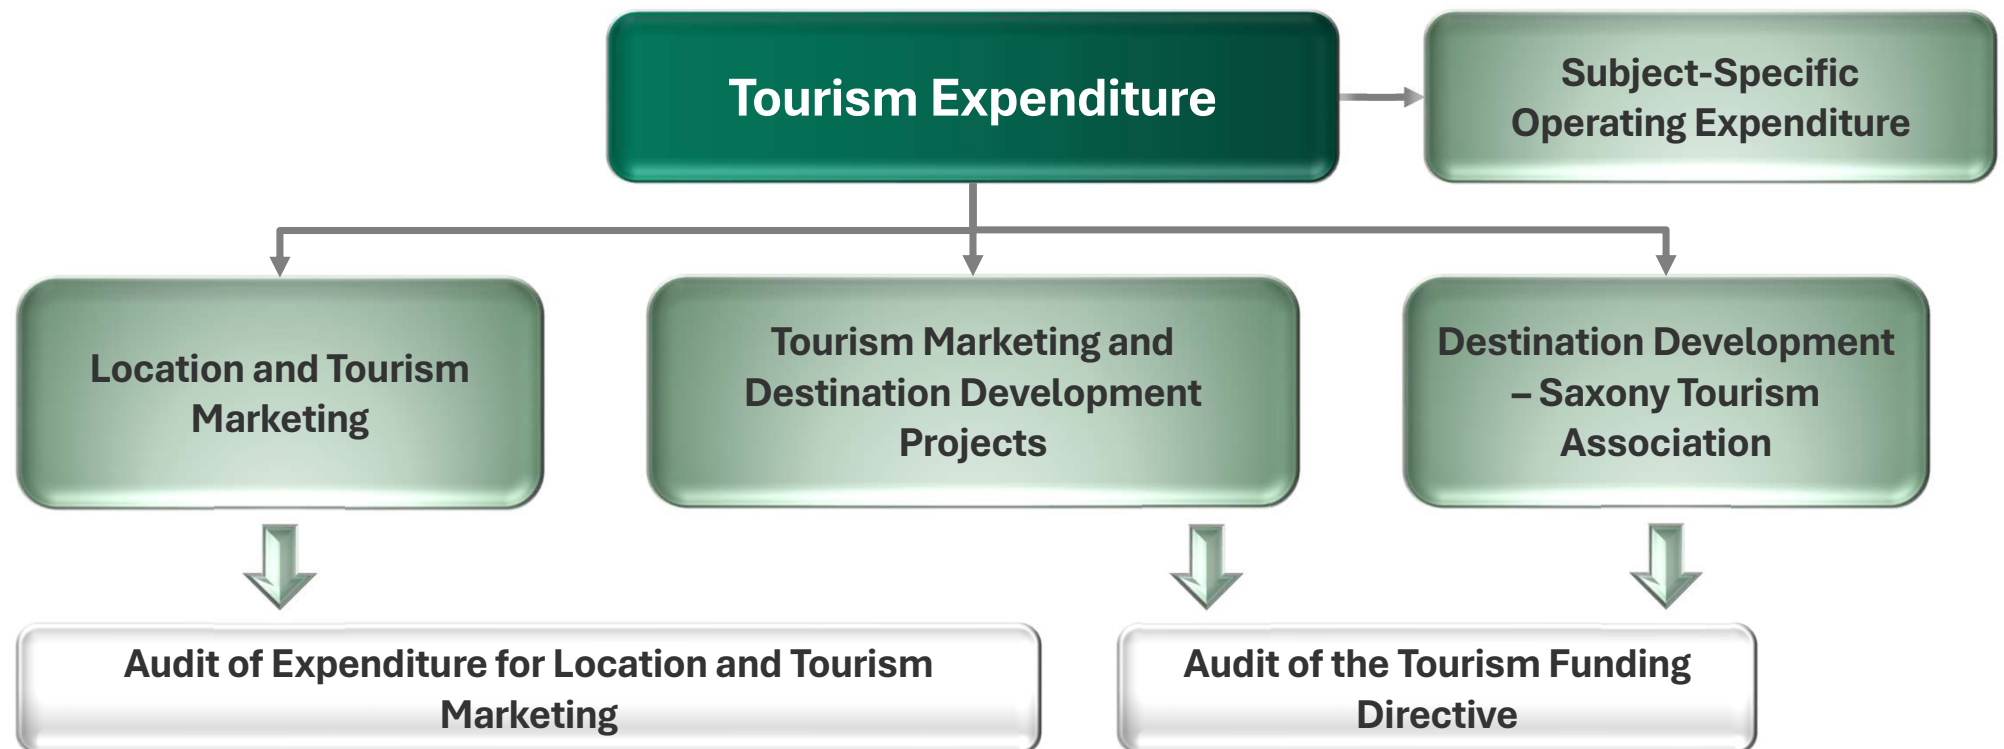 Tourism Expenditure
Subject-Specific
Operating Expenditure
Location and Tourism
Marketing
Tourism Marketing and
Destination Development
Projects
Destination Development
– Saxony Tourism
Association
Audit of Expenditure for Location and Tourism
Marketing
Audit of the Tourism Funding
Directive